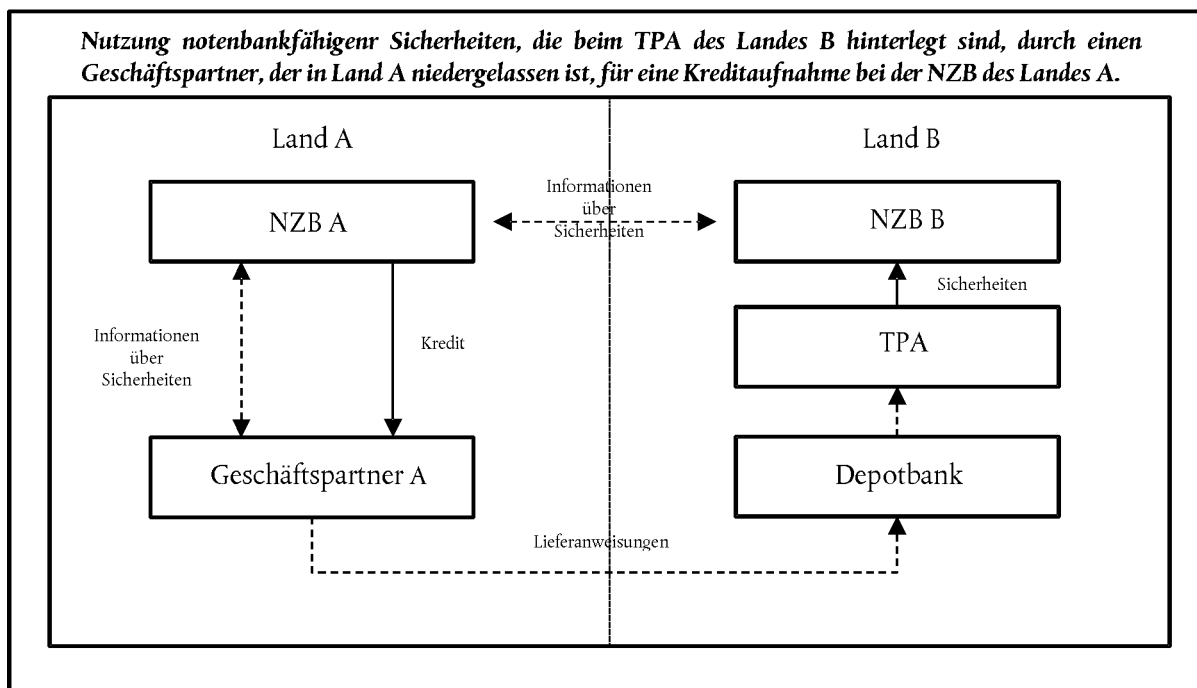 Nutzung notenbankfähigenr Sicherheiten, die beim TPA des Landes B hinterlegt sind, durch einen
Geschäftspartner, der in Land A niedergelassen ist, für eine Kreditaufnahme bei der NZB des Landes A.
Land A
Land B
NZB A
Informationen
über
Sicherheiten
NZB B
Sicherheiten
Informationen
über
Sicherheiten
Kredit
TPA
Geschäftspartner A
Depotbank
Lieferanweisungen